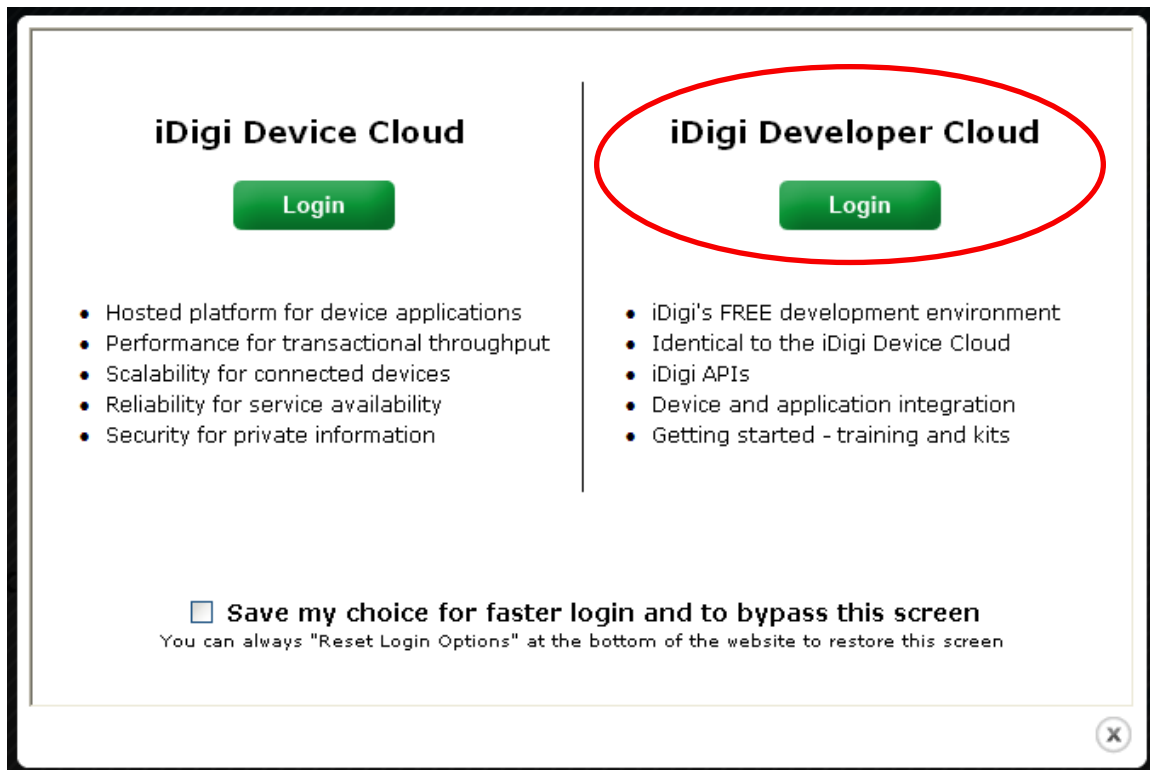 iDigi Device Cloud
Login
• Hosted platform for device applications
• Performance for transactional throughput
• Scalability for connected devices
• Reliability for service availability
• Security for private information
iDigi Developer Cloud
Login
• iDigi's FREE development environment
• Identical to the iDigi Device Cloud
• iDigi APIs
• Device and application integration
• Getting started - training and kits
Save my choice for faster login and to bypass this screen
You can always "Reset Login Options" at the bottom of the website to restore this screen
x